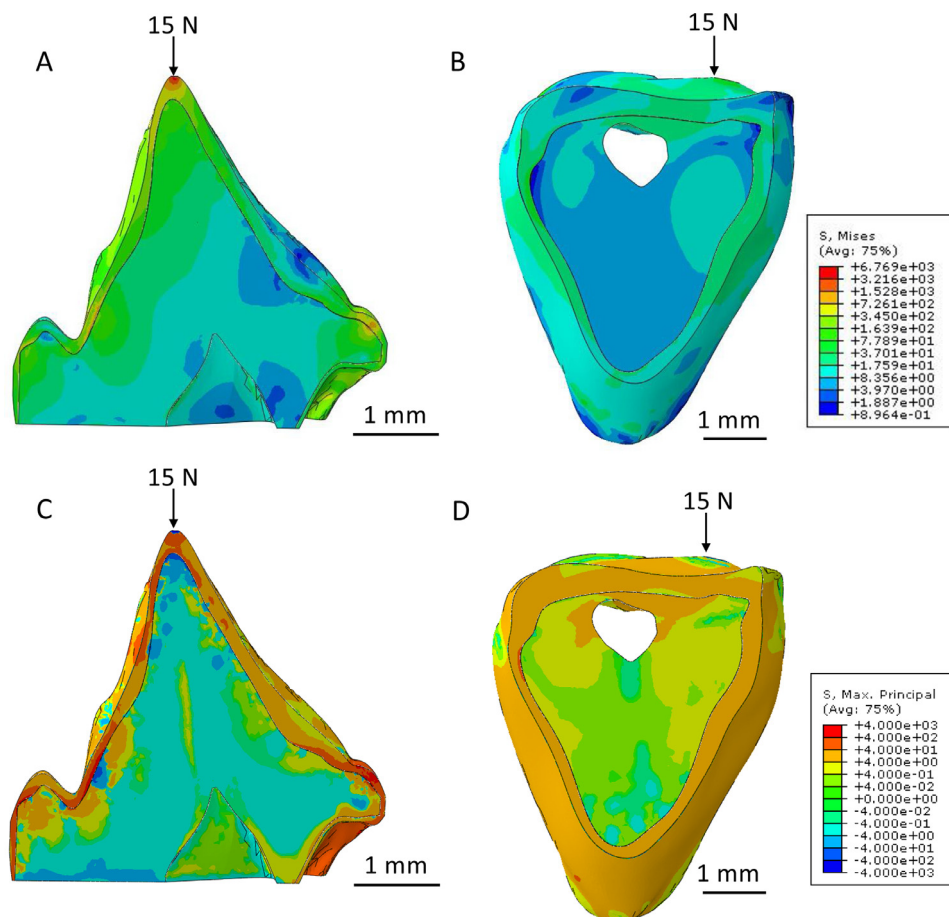 15 N
A
15 N
B
1 mm
1 mm
S, Mises
(Avg: 75%)
+6.769e+03
+3.216e+03
+1.528e+03
+7.261e+02
+3.450e+02
+1.639e+02
+7.789e+01
+3.701e+01
+1.759e+01
+8.356e+00
+3.970e+00
+1.887e+00
+8.964e-01
15 N
C
15 N
D
1 mm
1 mm
S, Max. Principal
(Avg: 75%)
+4.000e+03
+4.000e+02
+4.000e+01
+4.000e+00
+4.000e-01
+4.000e-02
+0.000e+00
-4.000e-02
-4.000e-01
-4.000e+00
-4.000e+01
-4.000e+02
-4.000e+03